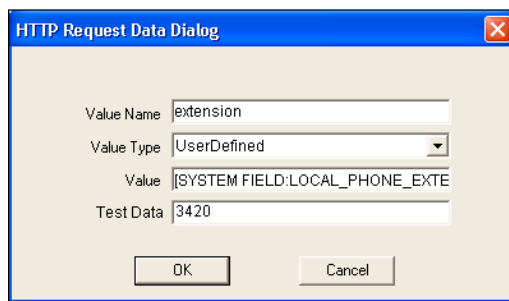 HTTP Request Data Dialog
Value Name extension
Value Type UserDefined
Value [SYSTEM FIELD:LOCAL_PHONE_EXTE
Test Data 3420
OK Cancel